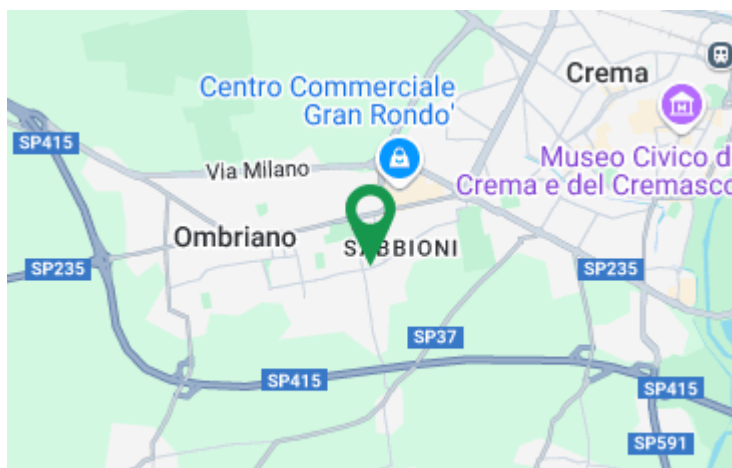 Crema
Centro Commerciale
Gran Rondo'
SP415
Museo Civico d
Crema e del Cremasco
Via Milano
Ombriano
SABBIONI
SP235
SP235
SP37
SP415
SP415
SP591